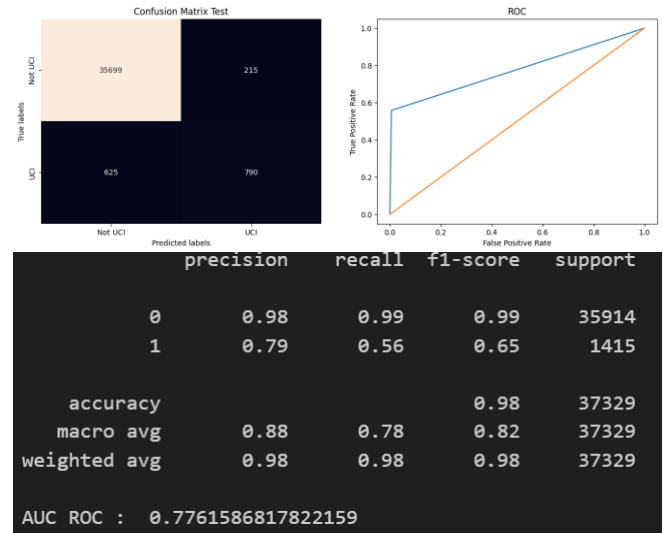 Confusion Matrix Test
Not UCI
35699
215
True labels
UCI
625
790
Not UCI
UCI
Predicted labels
ROC
1.0
0.8
0.6
0.4
0.2
0.0
True Positive Rate
0.0 0.2 0.4 0.6 0.8 1.0
False Positive Rate
precision recall f1-score support
0 0.98 0.99 0.99 35914
1 0.79 0.56 0.65 1415
accuracy 0.98 37329
macro avg 0.88 0.78 0.82 37329
weighted avg 0.98 0.98 0.98 37329
AUC ROC : 0.7761586817822159